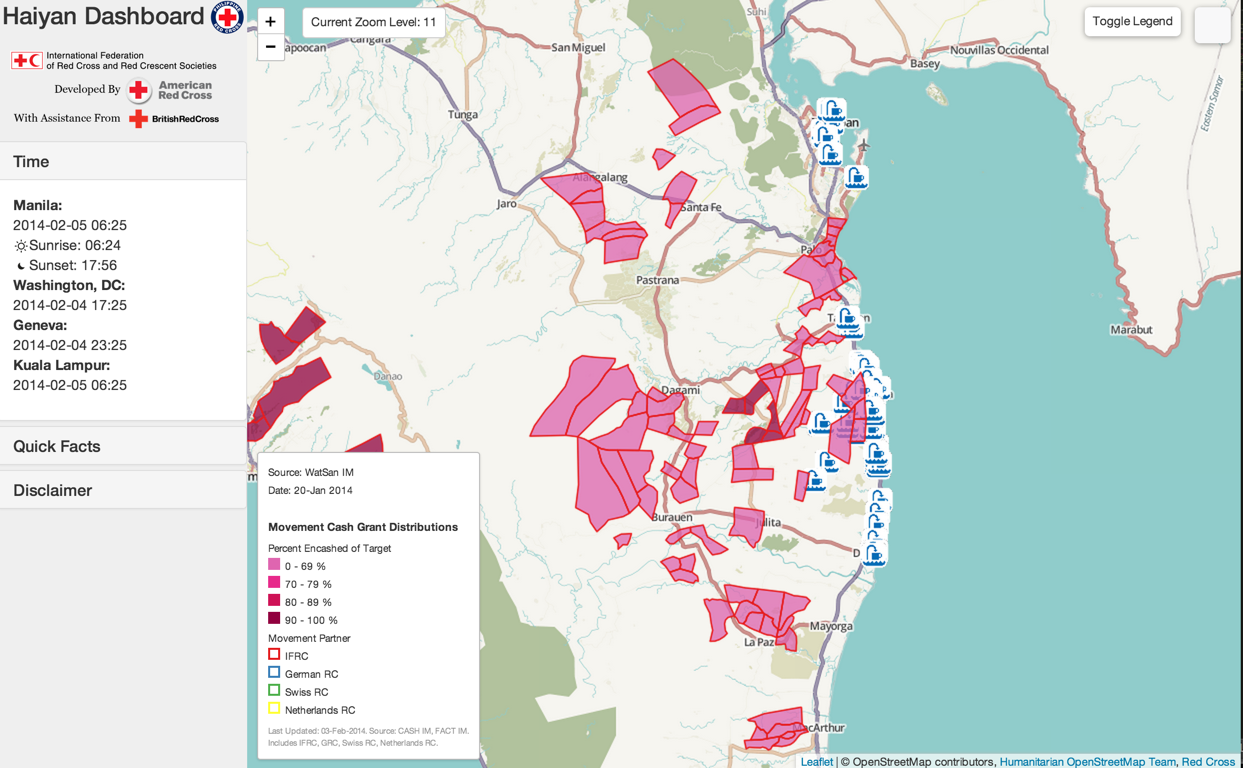 Haiyan Dashboard
PHILIPPINE
RED CROSS
International Federation
of Red Cross and Red Crescent Societies
Developed By
American
Red Cross
With Assistance From
BritishRedCross
Time
Manila:
2014-02-05 06:25
Sunrise: 06:24
Sunset: 17:56
Washington, DC:
2014-02-04 17:25
Geneva:
2014-02-04 23:25
Kuala Lampur:
2014-02-05 06:25
Quick Facts
Disclaimer
+
−
Current Zoom Level: 11
Toggle Legend
Suhi
San Miguel
Nouvillas Occidental
Basey
Eastern Samar
Tunga
Alangalang
Jaro
Santa Fe
Palo
Pastrana
Marabut
Danao
Dagami
Burauen
Julita
Mayorga
La Paz
MacArthur
Source: WatSan IM
Date: 20-Jan 2014
Movement Cash Grant Distributions
Percent Encashed of Target
0 - 69 %
70 - 79 %
80 - 89 %
90 - 100 %
Movement Partner
IFRC
German RC
Swiss RC
Netherlands RC
Last Updated: 03-Feb-2014. Source: CASH IM, FACT IM.
Includes IFRC, GRC, Swiss RC, Netherlands RC.
Leaflet | © OpenStreetMap contributors, Humanitarian OpenStreetMap Team, Red Cross